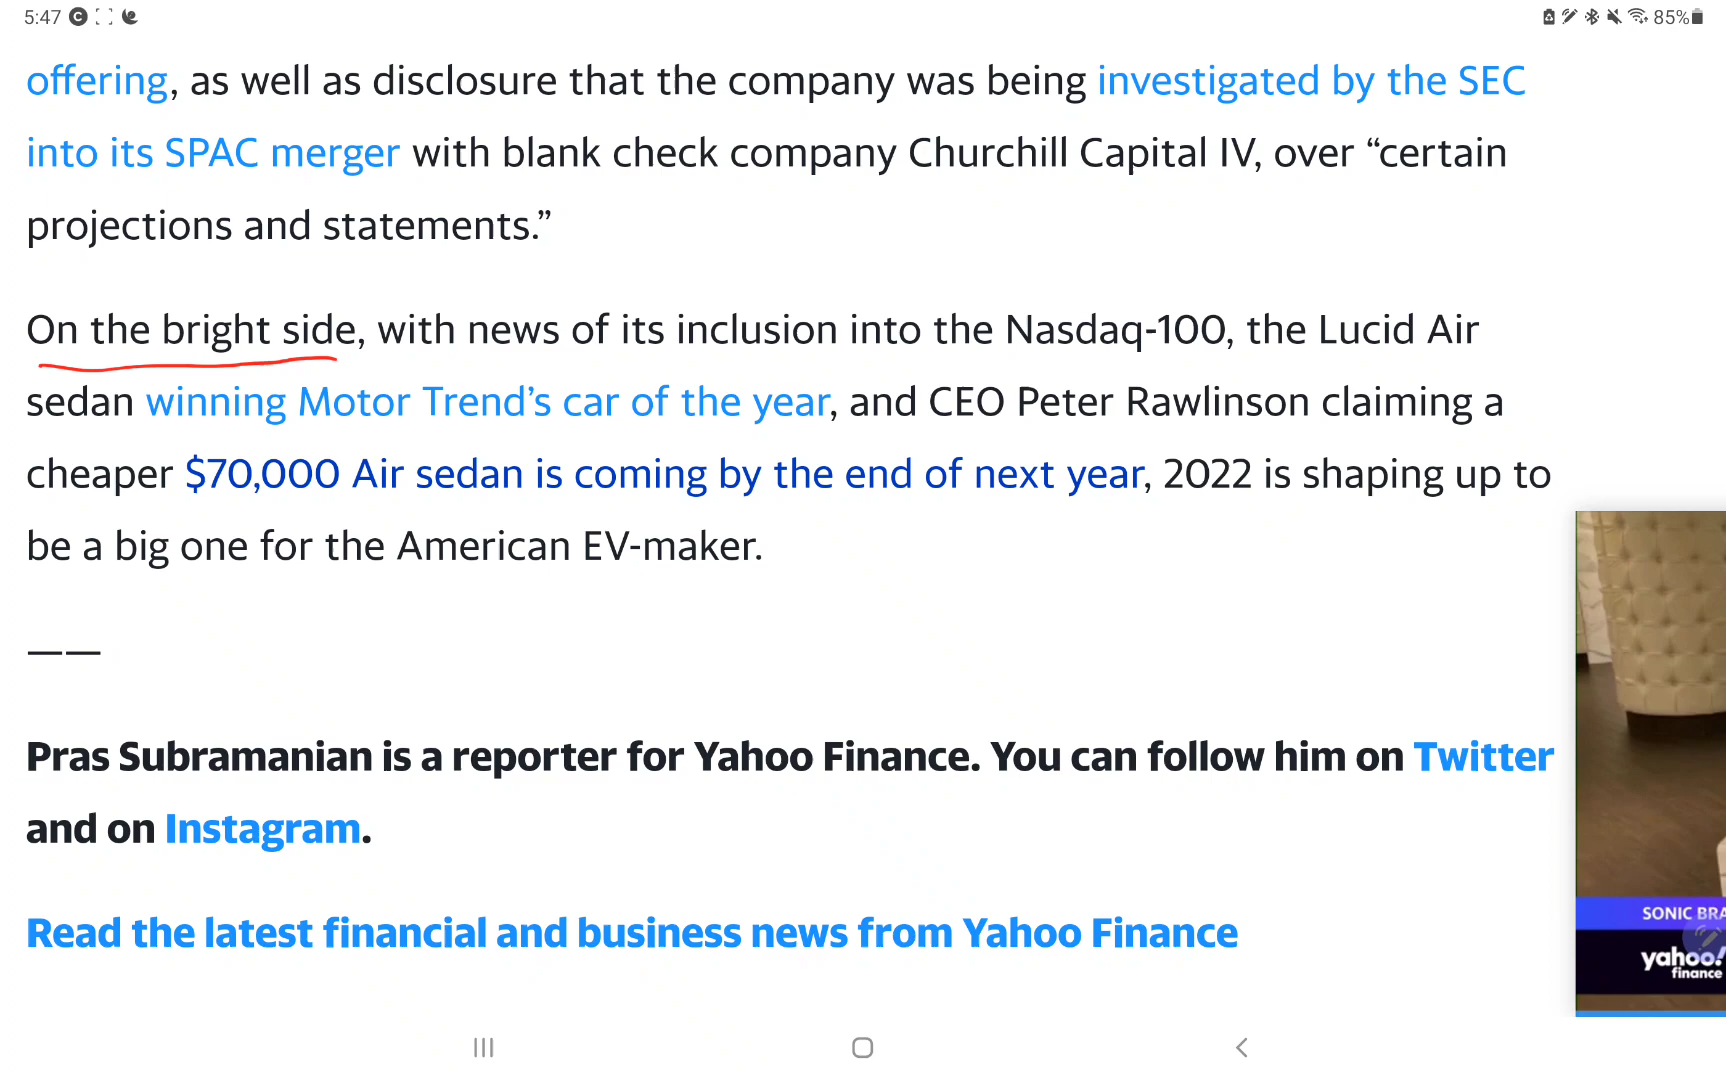 5:47
85%
offering, as well as disclosure that the company was being investigated by the SEC
into its SPAC merger with blank check company Churchill Capital IV, over “certain
projections and statements.”
On the bright side, with news of its inclusion into the Nasdaq-100, the Lucid Air
sedan winning Motor Trend’s car of the year, and CEO Peter Rawlinson claiming a
cheaper $70,000 Air sedan is coming by the end of next year, 2022 is shaping up to
be a big one for the American EV-maker.
——
Pras Subramanian is a reporter for Yahoo Finance. You can follow him on Twitter
and on Instagram.
Read the latest financial and business news from Yahoo Finance
SONIC BRA
yahoo!
finance